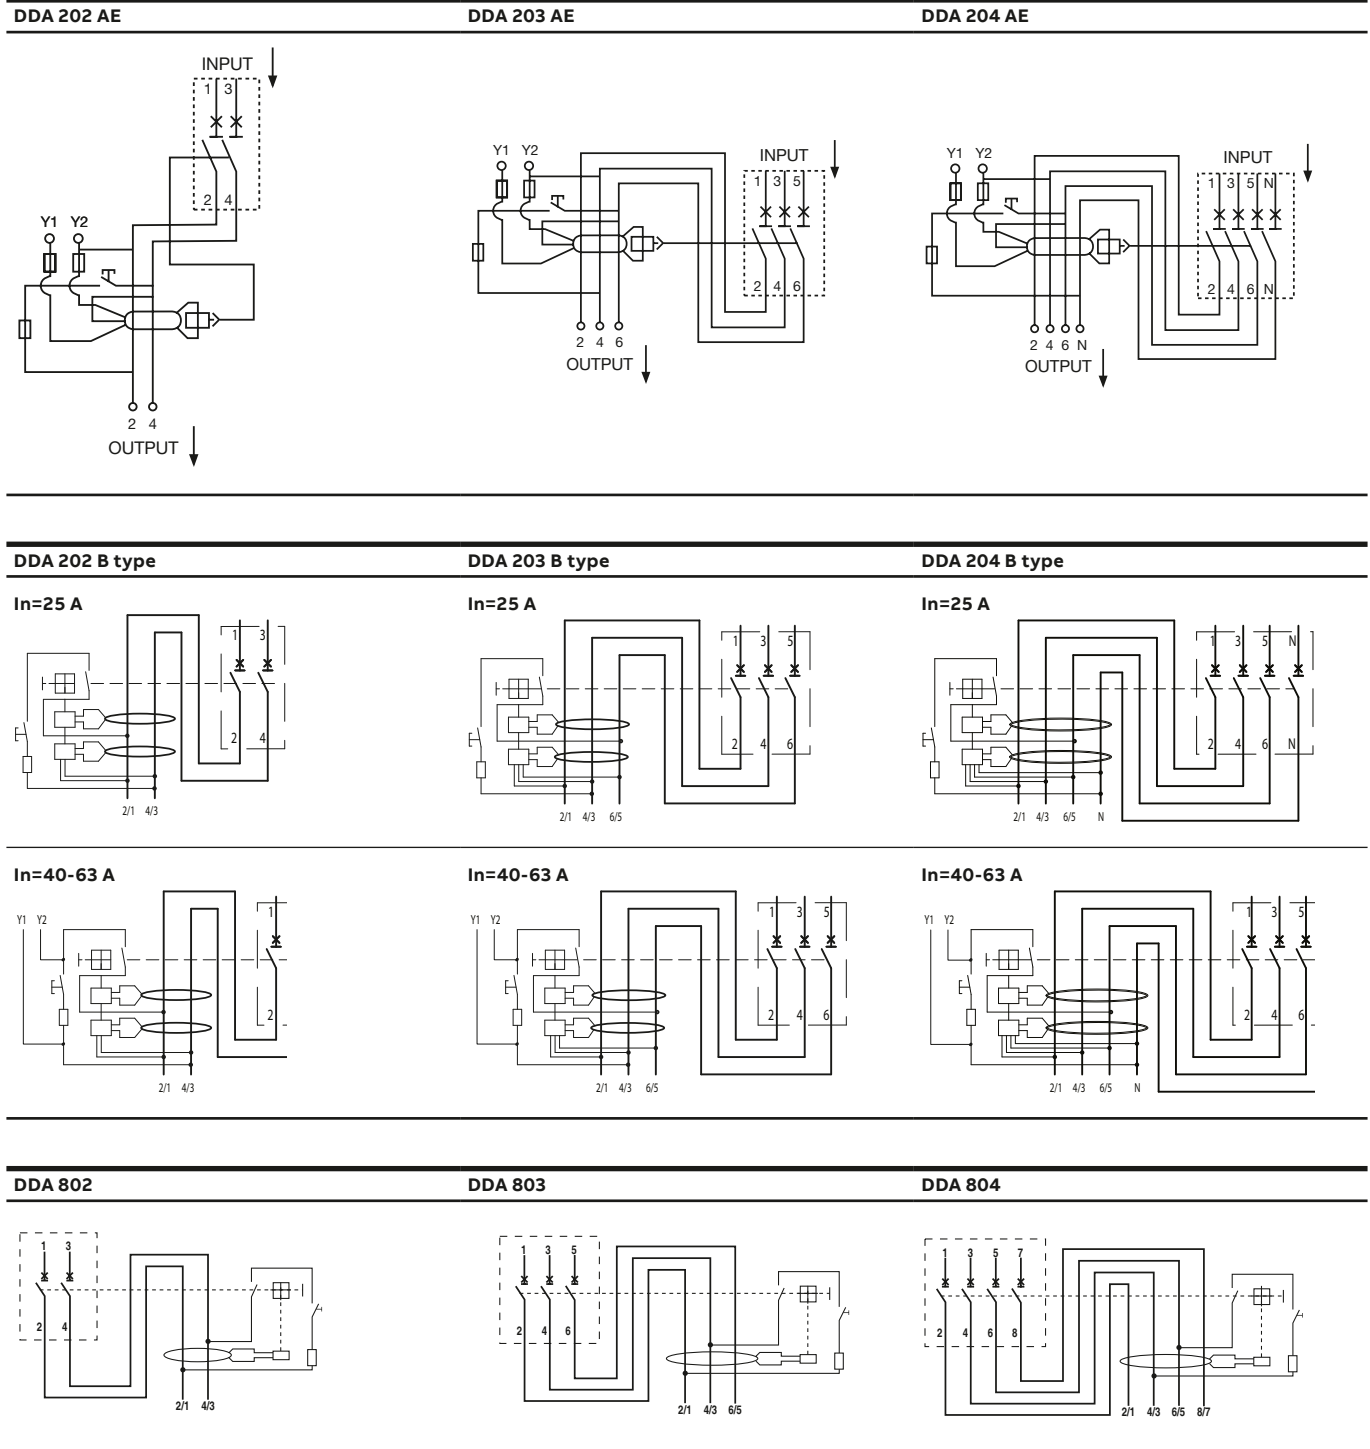 DDA 202 AE
DDA 203 AE
DDA 204 AE
INPUT
1 3
2 4
Y1 Y2
2 4
OUTPUT
Y1 Y2
INPUT
1 3 5
2 4 6
2 4 6
OUTPUT
Y1 Y2
INPUT
1 3 5 N
2 4 6 N
2 4 6 N
OUTPUT
DDA 202 B type
DDA 203 B type
DDA 204 B type
In=25 A
1 3
2 4
2/1 4/3
In=25 A
1 3 5
2 4 6
2/1 4/3 6/5
In=25 A
1 3 5 N
2 4 6 N
2/1 4/3 6/5 N
In=40-63 A
Y1 Y2
1
2
2/1 4/3
In=40-63 A
Y1 Y2
1 3 5
2 4 6
2/1 4/3 6/5
In=40-63 A
Y1 Y2
1 3 5
2 4 6
2/1 4/3 6/5 N
DDA 802
DDA 803
DDA 804
1 3
2 4
2/1 4/3
1 3 5
2 4 6
2/1 4/3 6/5
1 3 5 7
2 4 6 8
2/1 4/3 6/5 8/7